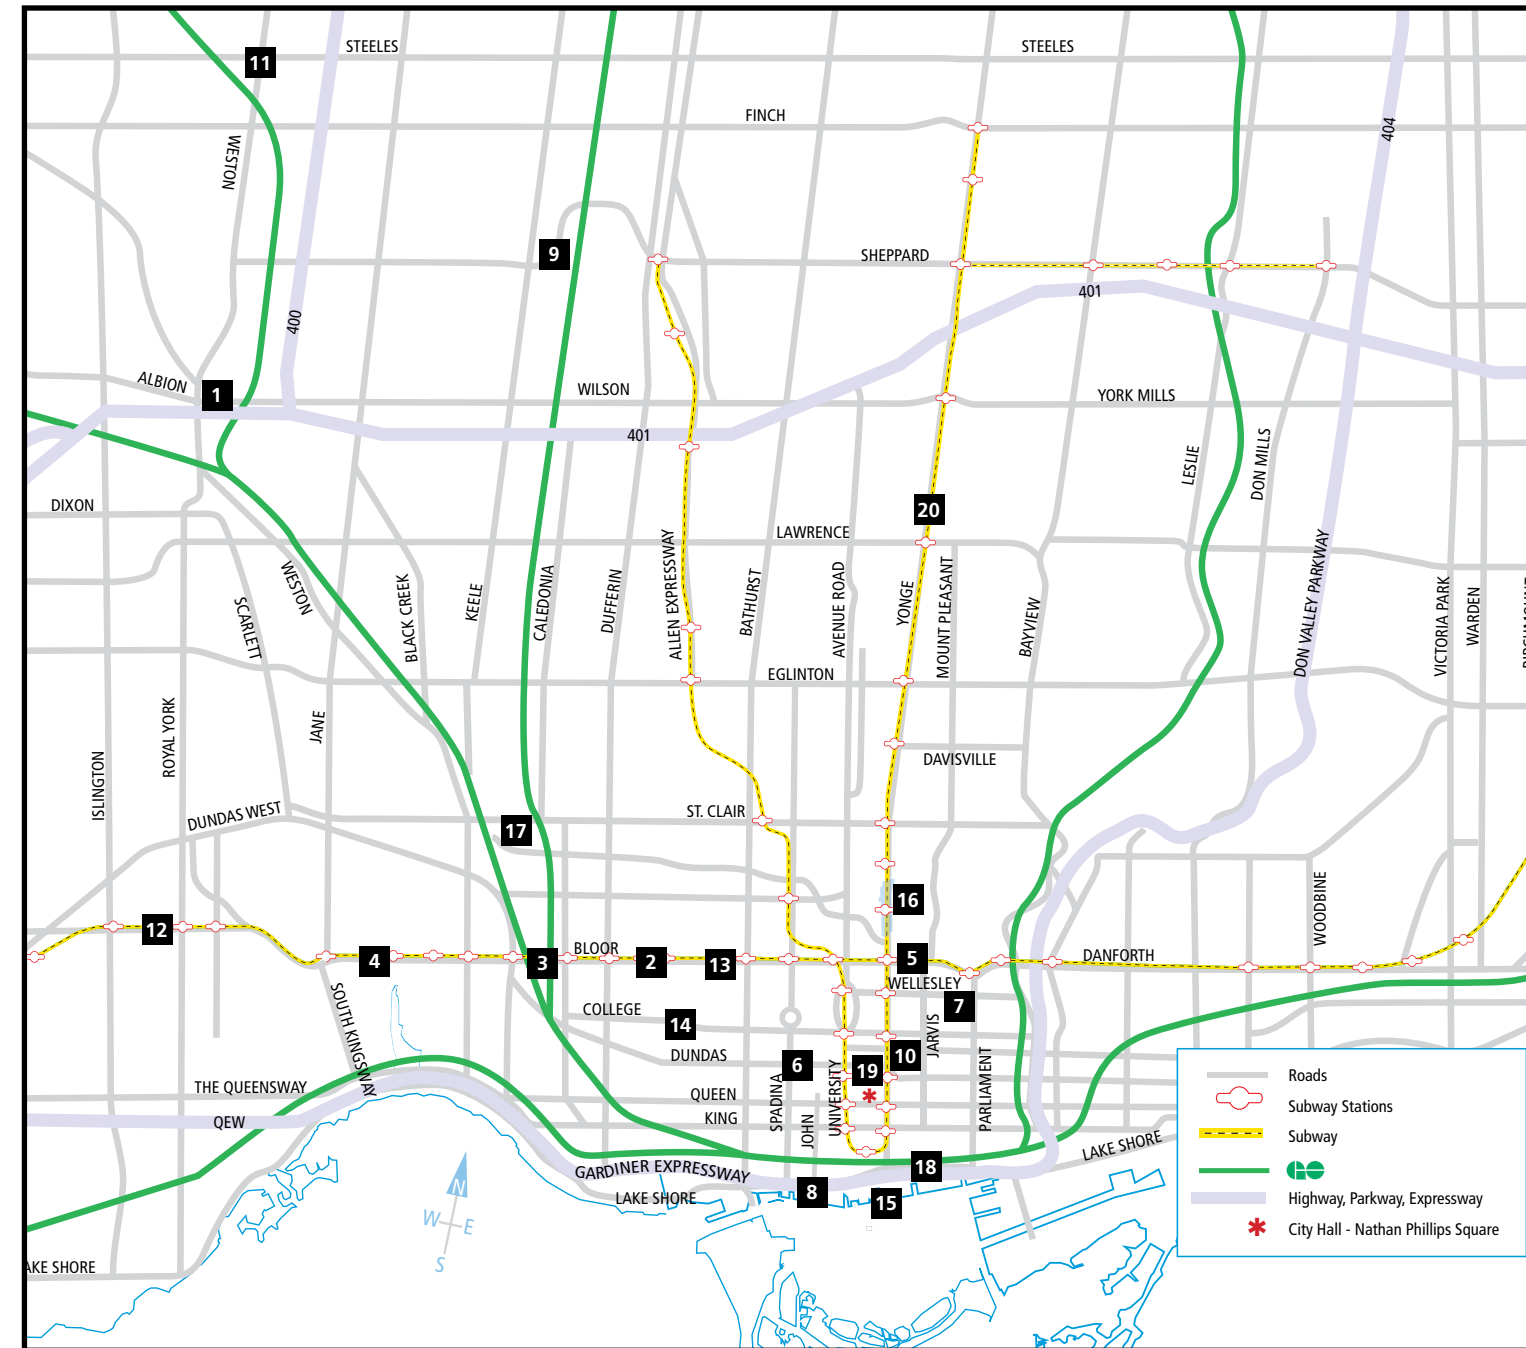 STEELES
STEELES
11
FINCH
404
WESTON
9
SHEPPARD
401
400
ALBION
1
WILSON
YORK MILLS
401
LESLIE
DON MILLS
DIXON
20
LAWRENCE
WESTON
SCARLETT
BLACK CREEK
KEELE
CALEDONIA
DUFFERIN
ALLEN EXPRESSWAY
BATHURST
AVENUE ROAD
YONGE
MOUNT PLEASANT
BAYVIEW
DON VALLEY PARKWAY
VICTORIA PARK
WARDEN
EGLINTON
ISLINGTON
ROYAL YORK
JANE
DAVISVILLE
DUNDAS WEST
ST. CLAIR
17
16
WOODBINE
12
4
3
BLOOR
2
13
5
DANFORTH
WELLESLEY
SOUTH KINGSWAY
COLLEGE
14
7
JARVIS
DUNDAS
6
19
10
PARLIAMENT
THE QUEENSWAY
QUEEN
SPADINA
JOHN
UNIVERSITY
QEW
KING
LAKE SHORE
GARDINER EXPRESSWAY
18
LAKE SHORE
8
15
N
W
E
S
AKE SHORE
Roads
Subway Stations
Subway
GO
Highway, Parkway, Expressway
City Hall - Nathan Phillips Square